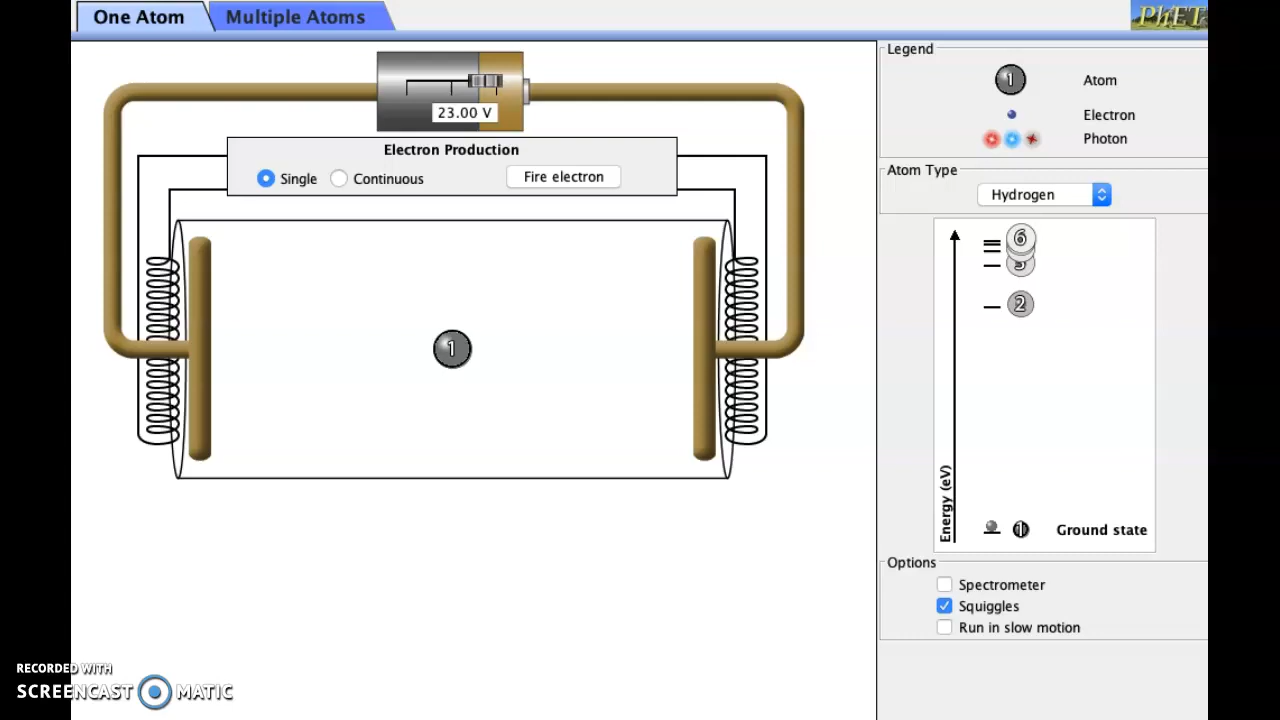 One Atom
Multiple Atoms
PhET
23.00 V
Electron Production
Single
Continuous
Fire electron
1
Legend
1
Atom
Electron
Photon
Atom Type
Hydrogen
6
2
Energy (eV)
1
Ground state
Options
Spectrometer
Squiggles
Run in slow motion
RECORDED WITH
SCREENCAST MATIC